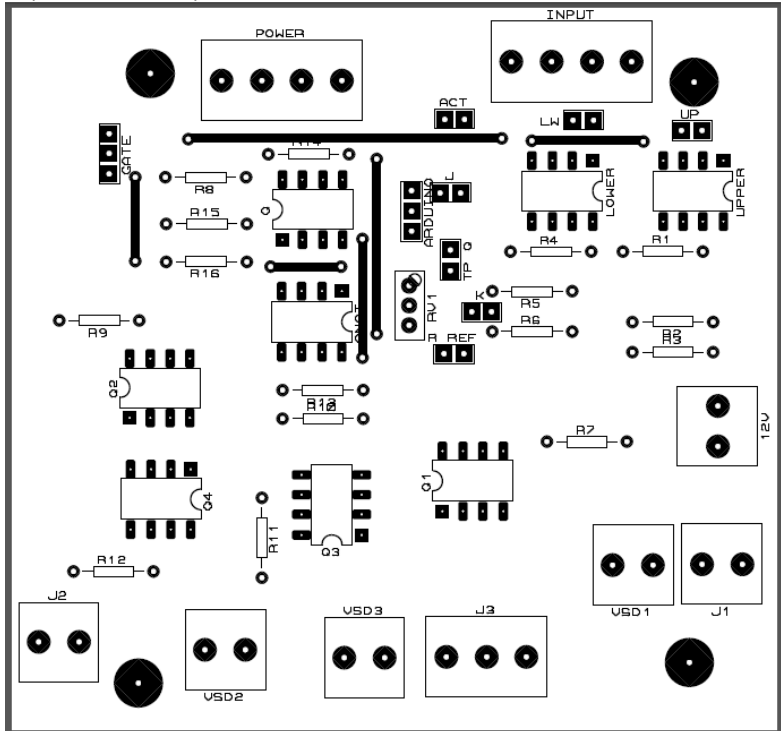 POWER
INPUT
ACT
LW
UP
GATE
R14
R8
Q
ARDUINO
J
LOWER
UPPER
R15
Q
R4
R1
R16
TP
RV1
K
R5
R9
QNOT
R6
R2
R REF
R3
Q2
R13
R10
12V
R7
Q1
Q4
R11
Q3
R12
J2
VSD3
J3
VSD1
J1
VSD2